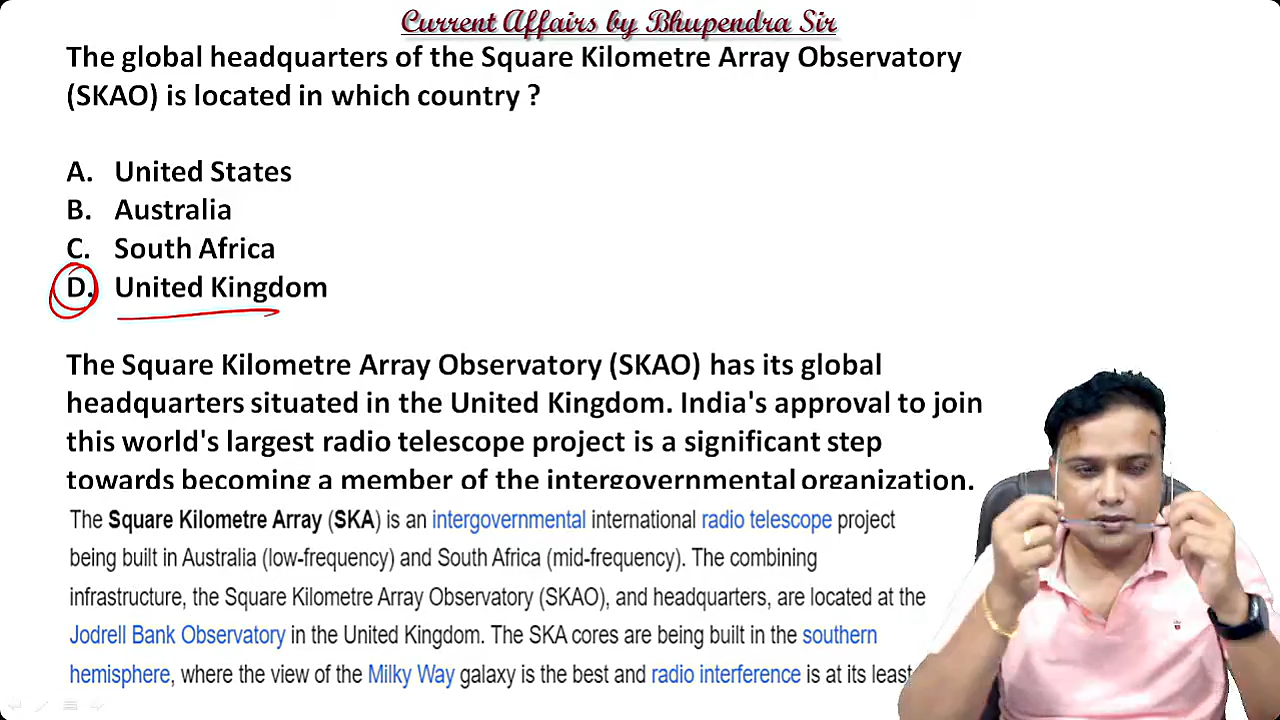 Current Affairs by Bhupendra Sir
The global headquarters of the Square Kilometre Array Observatory
(SKAO) is located in which country ?
A. United States
B. Australia
C. South Africa
D. United Kingdom
The Square Kilometre Array Observatory (SKAO) has its global
headquarters situated in the United Kingdom. India's approval to join
this world's largest radio telescope project is a significant step
towards becoming a member of the intergovernmental organization.
The Square Kilometre Array (SKA) is an intergovernmental international radio telescope project
being built in Australia (low-frequency) and South Africa (mid-frequency). The combining
infrastructure, the Square Kilometre Array Observatory (SKAO), and headquarters, are located at the
Jodrell Bank Observatory in the United Kingdom. The SKA cores are being built in the southern
hemisphere, where the view of the Milky Way galaxy is the best and radio interference is at its least